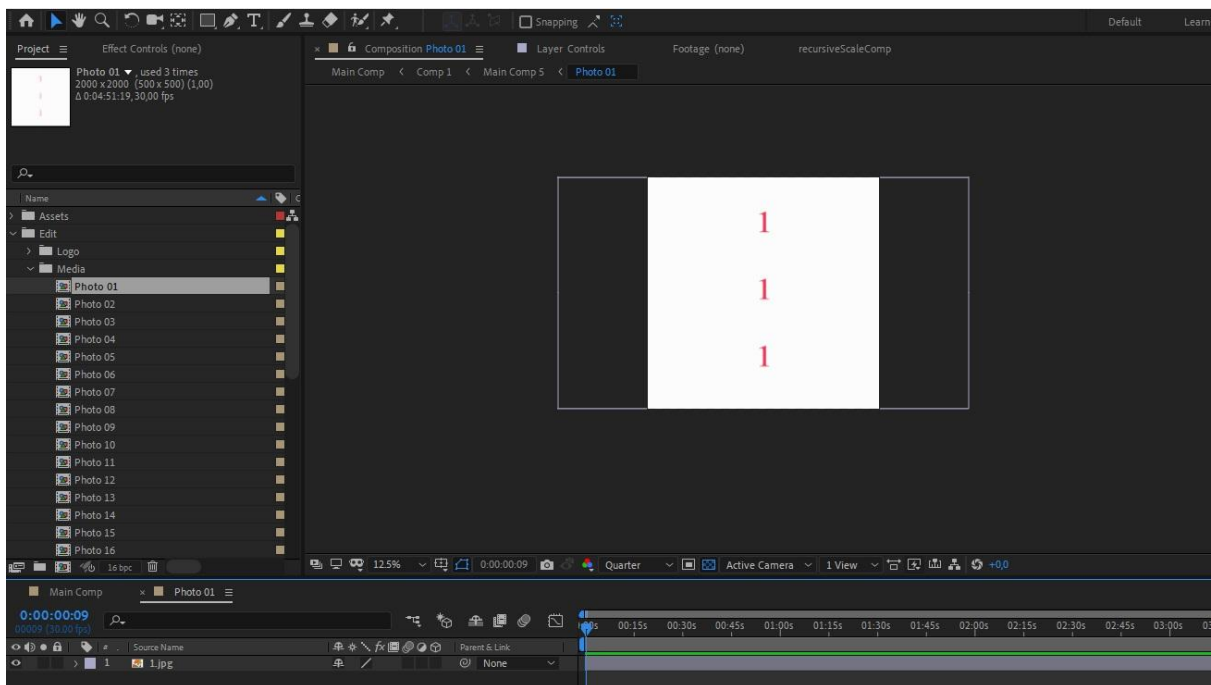 T
Snapping
Default
Learn
Project
Effect Controls (none)
Composition Photo 01
Layer Controls
Footage (none)
recursiveScaleComp
Photo 01 ▼, used 3 times
2000 x 2000 (500 x 500) (1,00)
Δ 0:04:51:19, 30,00 fps
Main Comp < Comp 1 < Main Comp 5 < Photo 01
Name
Assets
Edit
Logo
Media
Photo 01
Photo 02
Photo 03
Photo 04
Photo 05
Photo 06
Photo 07
Photo 08
Photo 09
Photo 10
Photo 11
Photo 12
Photo 13
Photo 14
Photo 15
Photo 16
1
1
1
16 bpc
12.5%
0:00:00:09
Quarter
Active Camera
1 View
+0,0
Main Comp
Photo 01
0:00:00:09
00009 (30.00 fps)
00:15s 00:30s 00:45s 01:00s 01:15s 01:30s 01:45s 02:00s 02:15s 02:30s 02:45s 03:00s
# Source Name
fx
Parent & Link
1 1.jpg
None